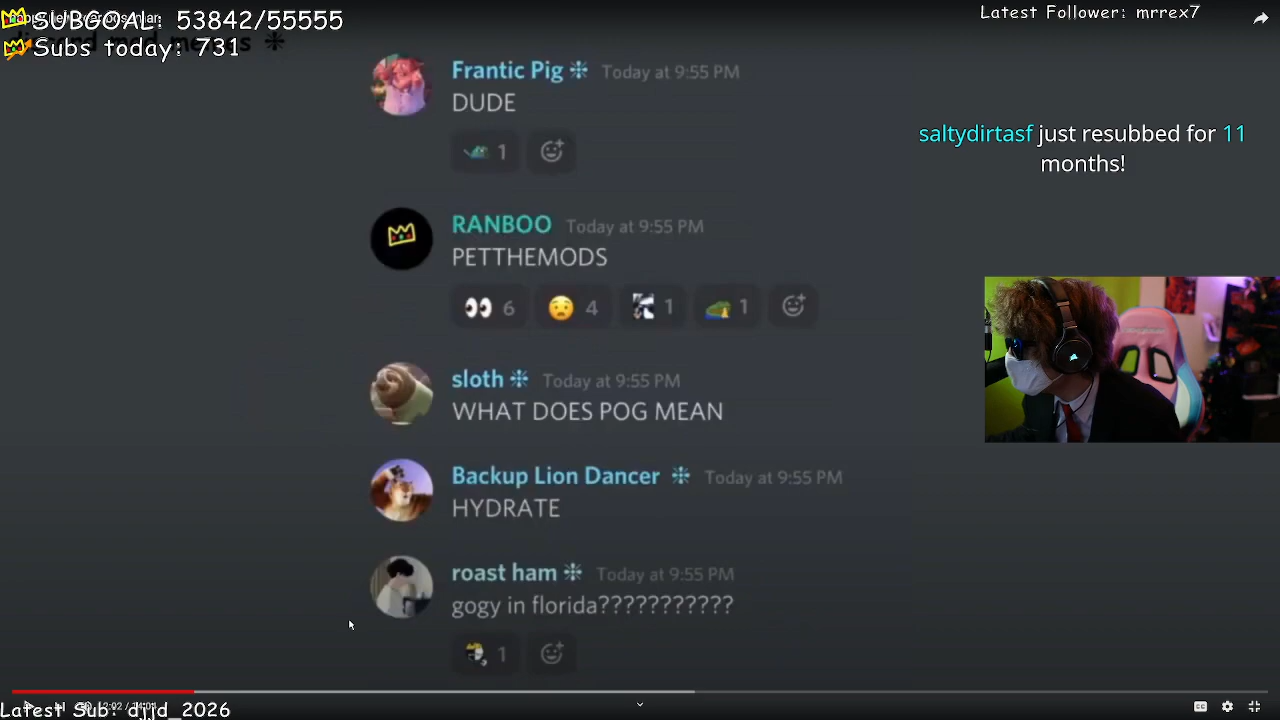 SUBGOAL: 53842/55555
Subs today: 731
Latest Follower: mrrex7
Frantic Pig Today at 9:55 PM
DUDE
1
saltydirtasf just resubbed for 11
months!
RANBOO Today at 9:55 PM
PETTHEMODS
6 4 1 1
sloth Today at 9:55 PM
WHAT DOES POG MEAN
Backup Lion Dancer Today at 9:55 PM
HYDRATE
roast ham Today at 9:55 PM
gogy in florida???????????
1
CC
Latest Sub: djjd_2026